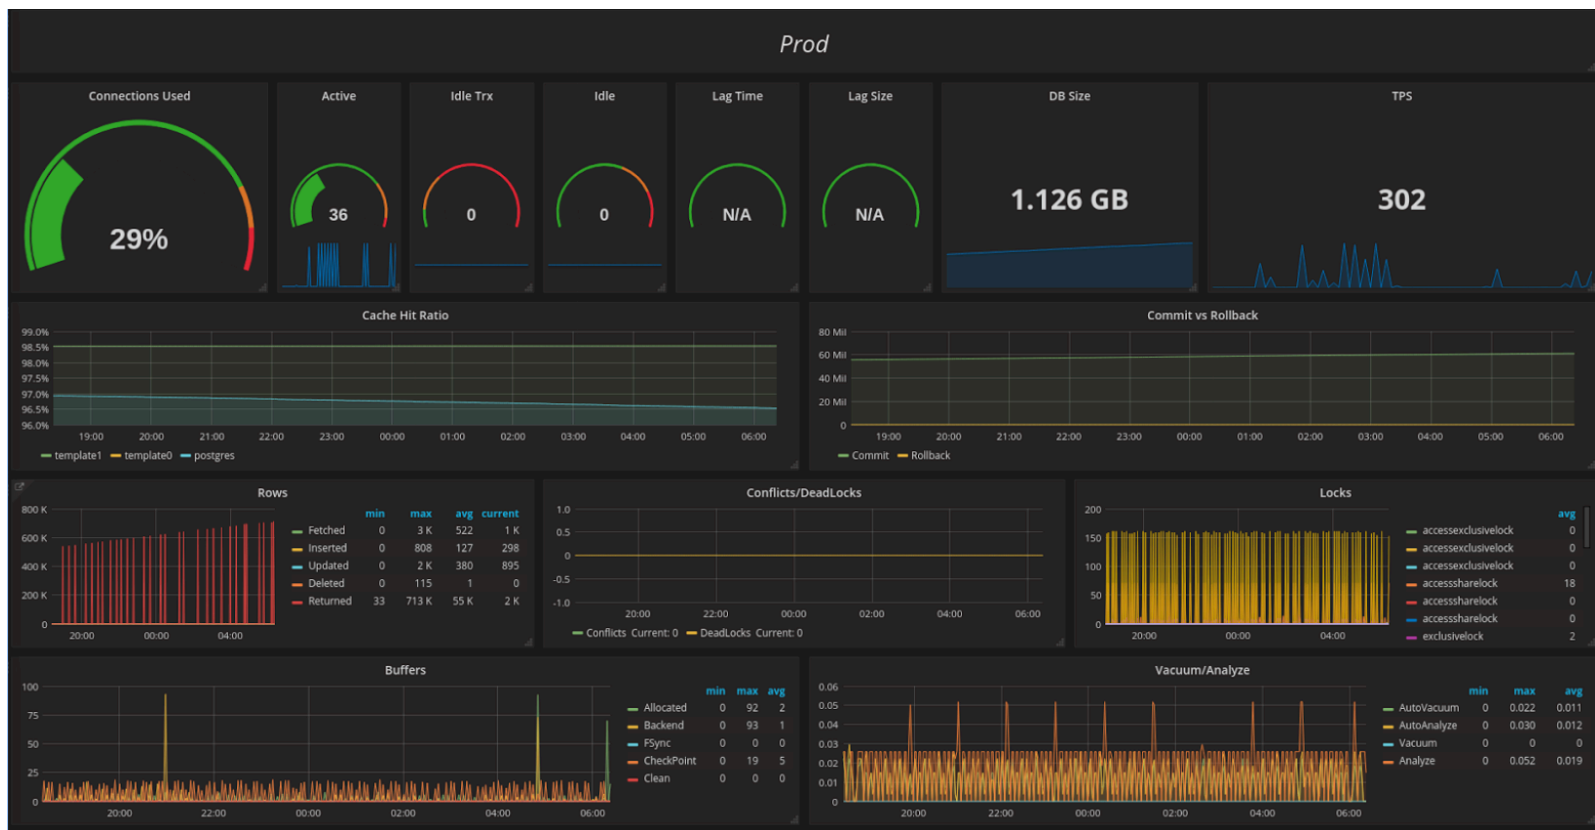 Prod
Connections Used
29%
Active
36
Idle Trx
0
Idle
0
Lag Time
N/A
Lag Size
N/A
DB Size
1.126 GB
TPS
302
Cache Hit Ratio
99.0%
98.5%
98.0%
97.5%
97.0%
96.5%
96.0%
19:00 20:00 21:00 22:00 23:00 00:00 01:00 02:00 03:00 04:00 05:00 06:00
template1 template0 postgres
Commit vs Rollback
80 Mil
60 Mil
40 Mil
20 Mil
0
19:00 20:00 21:00 22:00 23:00 00:00 01:00 02:00 03:00 04:00 05:00 06:00
Commit Rollback
Rows
800 K
600 K
400 K
200 K
0
20:00 00:00 04:00
min max avg current
Fetched 0 3 K 522 1 K
Inserted 0 808 127 298
Updated 0 2 K 380 895
Deleted 0 115 1 0
Returned 33 713 K 55 K 2 K
Conflicts/DeadLocks
1.0
0.5
0
-0.5
-1.0
20:00 22:00 00:00 02:00 04:00 06:00
Conflicts Current: 0 DeadLocks Current: 0
Locks
200
150
100
50
0
20:00 00:00 04:00
avg
accessexclusivelock 0
accessexclusivelock 0
accessexclusivelock 0
accesssharelock 18
accesssharelock 0
accesssharelock 0
exclusivelock 2
Buffers
100
75
50
25
0
20:00 22:00 00:00 02:00 04:00 06:00
min max avg
Allocated 0 92 2
Backend 0 93 1
FSync 0 0 0
CheckPoint 0 19 5
Clean 0 0 0
Vacuum/Analyze
0.06
0.05
0.04
0.03
0.02
0.01
0
20:00 22:00 00:00 02:00 04:00 06:00
min max avg
AutoVacuum 0 0.022 0.011
AutoAnalyze 0 0.030 0.012
Vacuum 0 0 0
Analyze 0 0.052 0.019